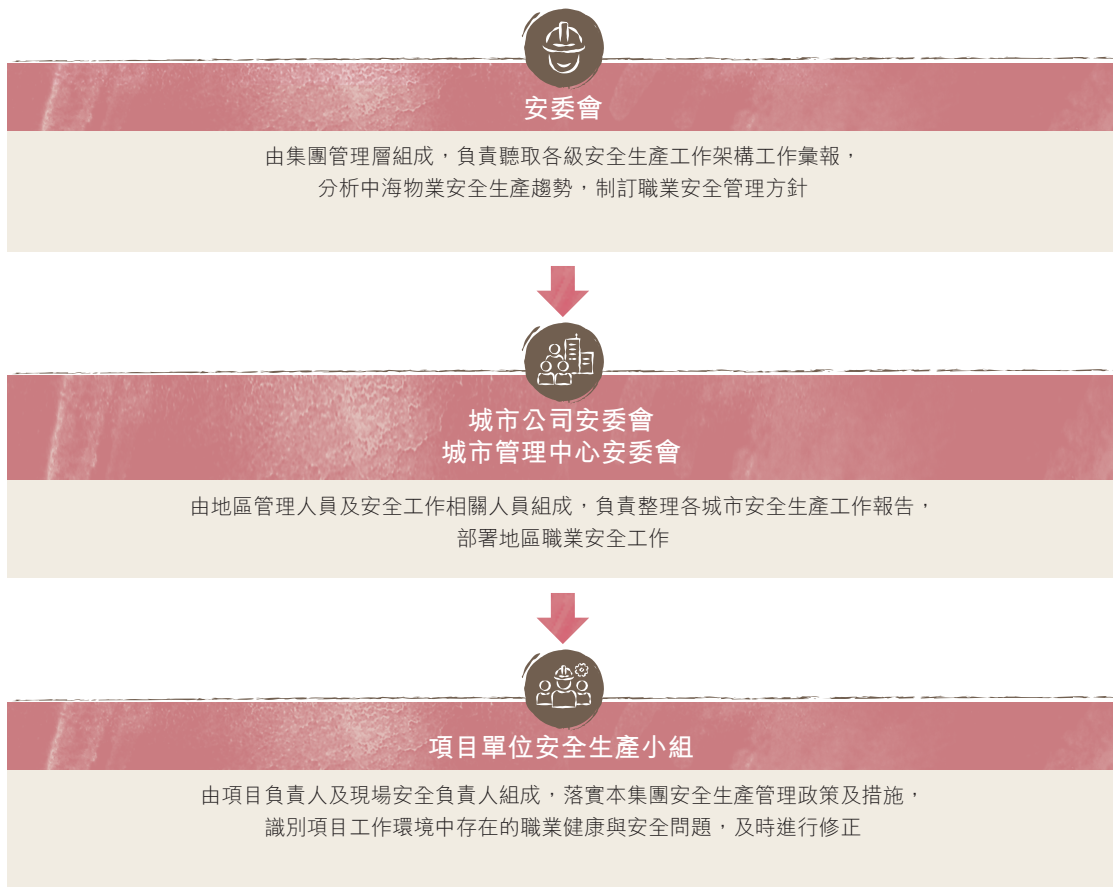 安委會
由集團管理層組成，負責聽取各級安全生產工作架構工作彙報，
分析中海物業安全生產趨勢，制訂職業安全管理方針
城市公司安委會
城市管理中心安委會
由地區管理人員及安全工作相關人員組成，負責整理各城市安全生產工作報告，
部署地區職業安全工作
項目單位安全生產小組
由項目負責人及現場安全負責人組成，落實本集團安全生產管理政策及措施，
識別項目工作環境中存在的職業健康與安全問題，及時進行修正